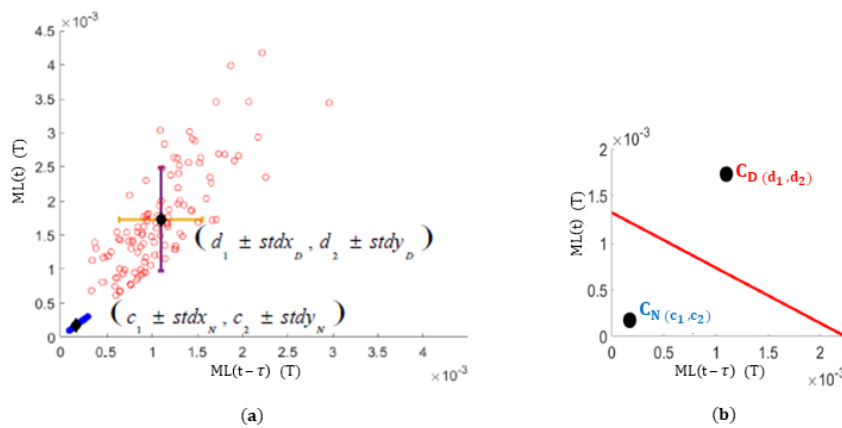 ×10⁻³
4.5
4
3.5
3
2.5
2
1.5
1
0.5
0
ML(t) (T)
(d₁ ± stdx_D , d₂ ± stdy_D)
(c₁ ± stdx_N , c₂ ± stdy_N)
0 0.5 1 1.5 2 2.5 3 3.5 4
ML(t−τ) (T)
×10⁻³
(a)
×10⁻³
2
1.5
1
0.5
0
ML(t) (T)
C_D (d₁,d₂)
C_N (c₁,c₂)
0 0.5 1 1.5 2
ML(t−τ) (T)
×10⁻³
(b)